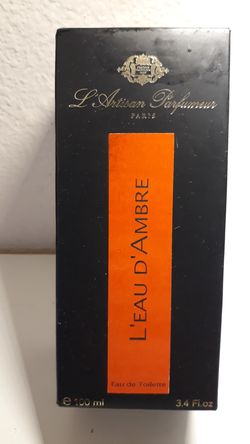 L'Artisan Parfumeur
PARIS
L'EAU D'AMBRE
Eau de Toilette
e 100 ml 3.4 Fl.oz